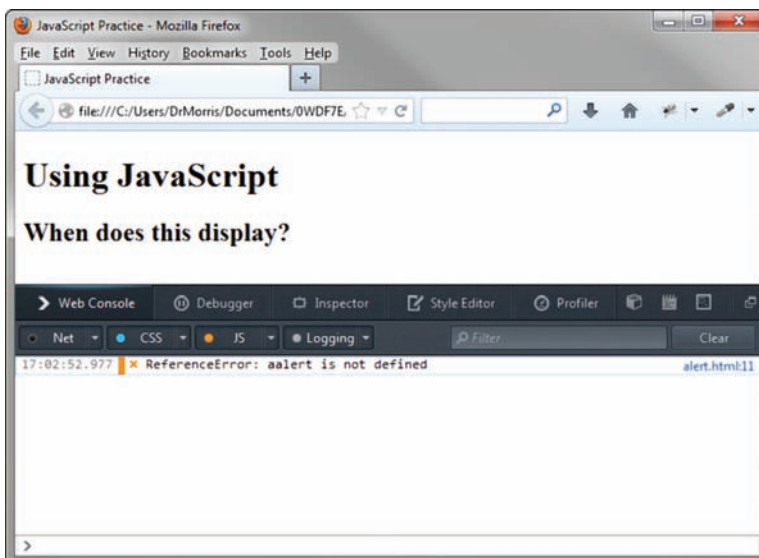 JavaScript Practice - Mozilla Firefox
File Edit View History Bookmarks Tools Help
JavaScript Practice
file:///C:/Users/DrMorris/Documents/0WDF7E
Using JavaScript
When does this display?
Web Console Debugger Inspector Style Editor Profiler
Net CSS JS Logging Filter Clear
17:02:52.977 ReferenceError: aalert is not defined alert.html:11